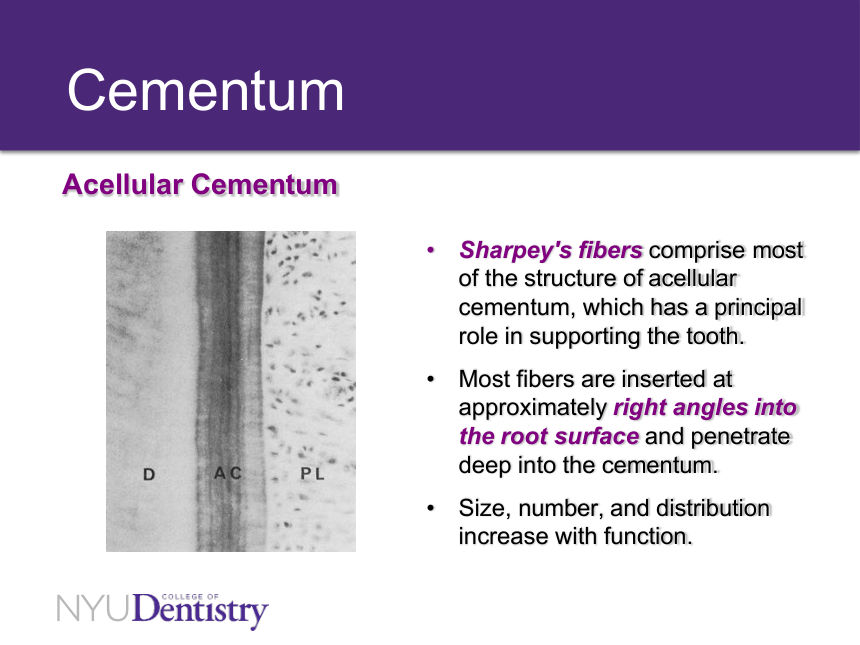 Cementum
Acellular Cementum
D
AC
PL
• Sharpey's fibers comprise most
of the structure of acellular
cementum, which has a principal
role in supporting the tooth.
• Most fibers are inserted at
approximately right angles into
the root surface and penetrate
deep into the cementum.
• Size, number, and distribution
increase with function.
NYU COLLEGE OF
Dentistry